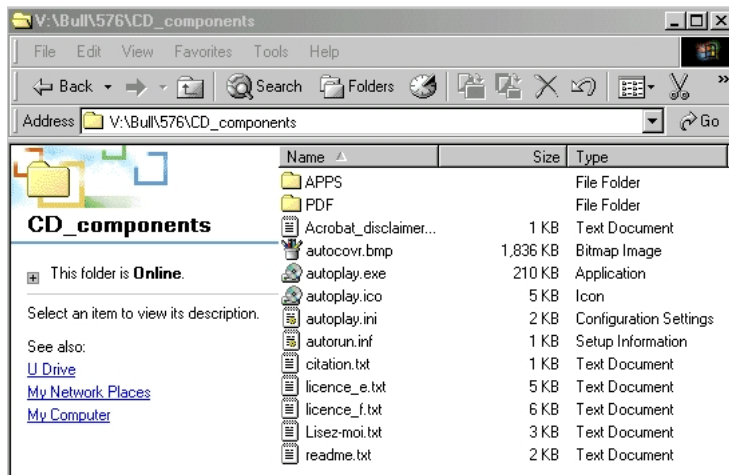 V:\Bull\576\CD_components
File Edit View Favorites Tools Help
Back Search Folders »
Address V:\Bull\576\CD_components Go
CD_components
This folder is Online.
Select an item to view its description.
See also:
U Drive
My Network Places
My Computer
Name Size Type
APPS File Folder
PDF File Folder
Acrobat_disclaimer... 1 KB Text Document
autocovr.bmp 1,836 KB Bitmap Image
autoplay.exe 210 KB Application
autoplay.ico 5 KB Icon
autoplay.ini 2 KB Configuration Settings
autorun.inf 1 KB Setup Information
citation.txt 1 KB Text Document
licence_e.txt 5 KB Text Document
licence_f.txt 6 KB Text Document
Lisez-moi.txt 3 KB Text Document
readme.txt 2 KB Text Document